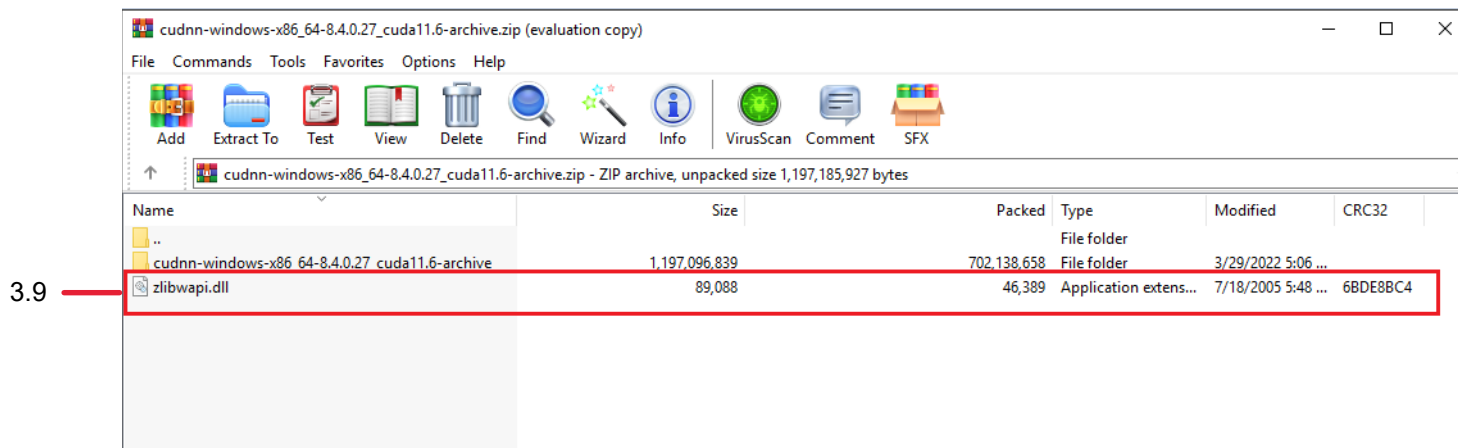 cudnn-windows-x86_64-8.4.0.27_cuda11.6-archive.zip (evaluation copy)
File Commands Tools Favorites Options Help
Add Extract To Test View Delete Find Wizard Info VirusScan Comment SFX
cudnn-windows-x86_64-8.4.0.27_cuda11.6-archive.zip - ZIP archive, unpacked size 1,197,185,927 bytes
Name Size Packed Type Modified CRC32
.. File folder
cudnn-windows-x86_64-8.4.0.27_cuda11.6-archive 1,197,096,839 702,138,658 File folder 3/29/2022 5:06 ...
3.9 zlibwapi.dll 89,088 46,389 Application extens... 7/18/2005 5:48 ... 6BDE8BC4